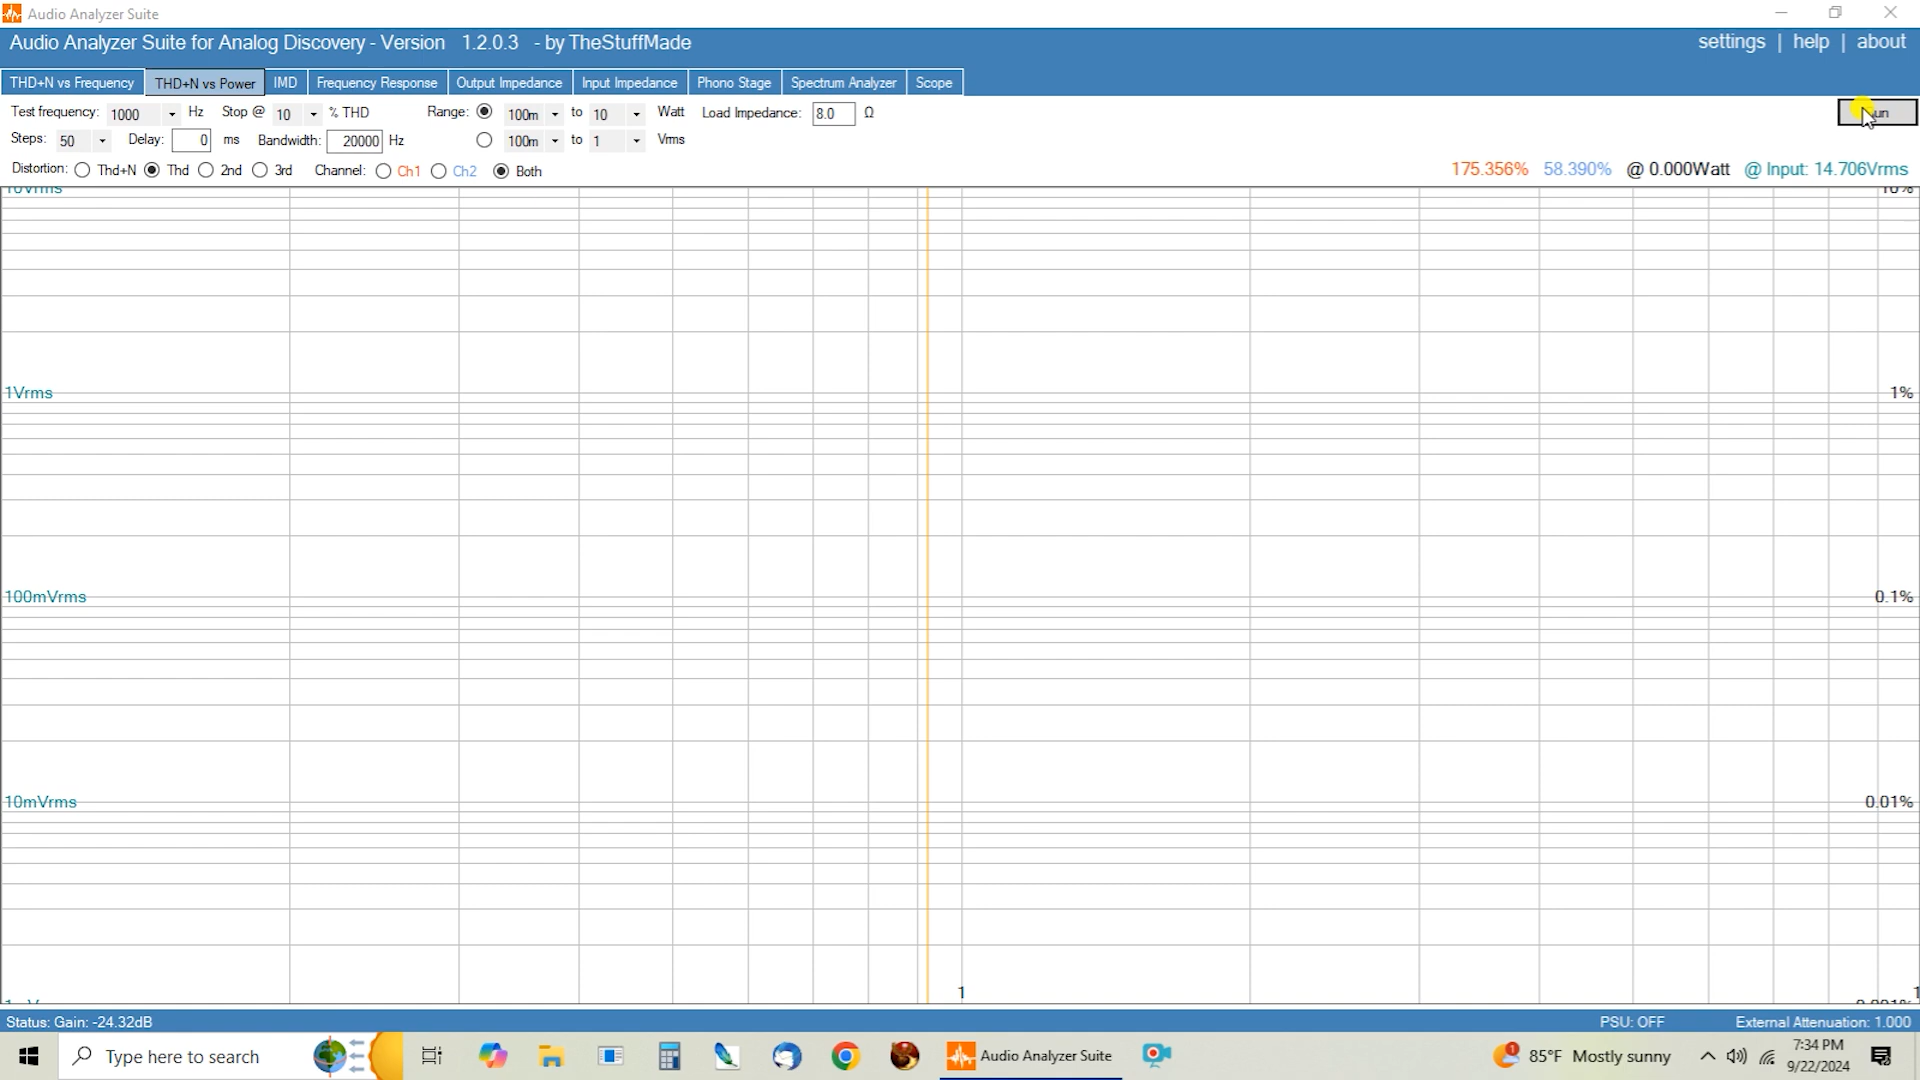 Audio Analyzer Suite
Audio Analyzer Suite for Analog Discovery - Version 1.2.0.3 - by TheStuffMade
settings | help | about
THD+N vs Frequency THD+N vs Power IMD Frequency Response Output Impedance Input Impedance Phono Stage Spectrum Analyzer Scope
Test frequency: 1000 Hz Stop @ 10 % THD Range: 100m to 10 Watt Load Impedance: 8.0 Ω
Steps: 50 Delay: 0 ms Bandwidth: 20000 Hz 100m to 1 Vrms
Distortion: Thd+N Thd 2nd 3rd Channel: Ch1 Ch2 Both
175.356% 58.390% @ 0.000Watt @ Input: 14.706Vrms
10Vrms 10%
1Vrms 1%
100mVrms 0.1%
10mVrms 0.01%
1
Status: Gain: -24.32dB PSU: OFF External Attenuation: 1.000
Type here to search
Audio Analyzer Suite
1
85°F Mostly sunny
7:34 PM
9/22/2024